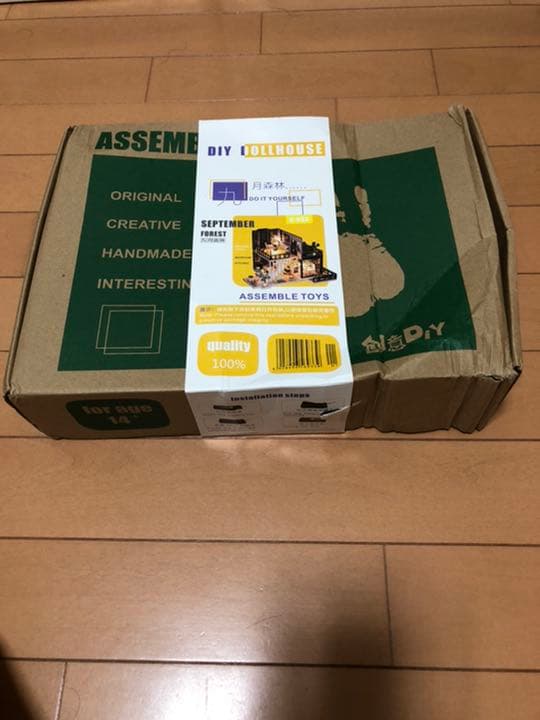 ASSEMB
ORIGINAL
CREATIVE
HANDMADE
INTERESTIN
for age
14+
DIY DOLLHOUSE
九
月森林.....
DO IT YOURSELF
SEPTEMBER
FOREST
九月森林
ASSEMBLE TOYS
quality
100%
Installation steps
创意DiY